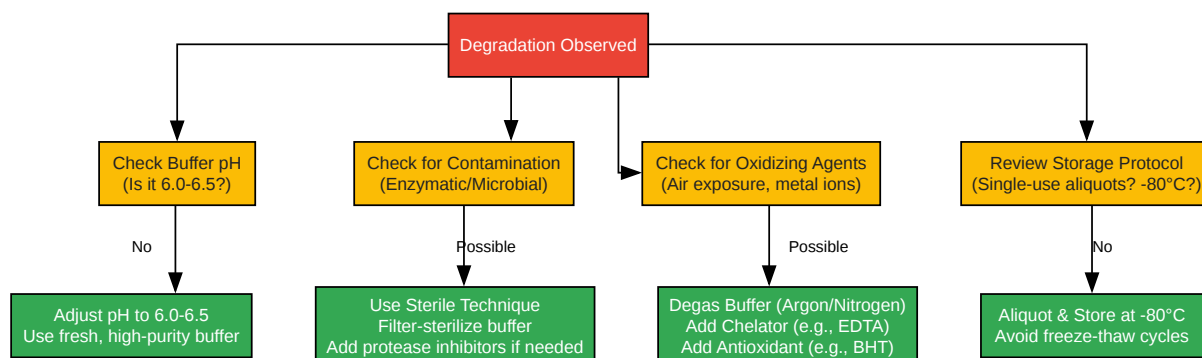 Degradation Observed
Check Buffer pH
(Is it 6.0-6.5?)
Check for Contamination
(Enzymatic/Microbial)
Check for Oxidizing Agents
(Air exposure, metal ions)
Review Storage Protocol
(Single-use aliquots? -80°C?)
No
Possible
Possible
No
Adjust pH to 6.0-6.5
Use fresh, high-purity buffer
Use Sterile Technique
Filter-sterilize buffer
Add protease inhibitors if needed
Degas Buffer (Argon/Nitrogen)
Add Chelator (e.g., EDTA)
Add Antioxidant (e.g., BHT)
Aliquot & Store at -80°C
Avoid freeze-thaw cycles